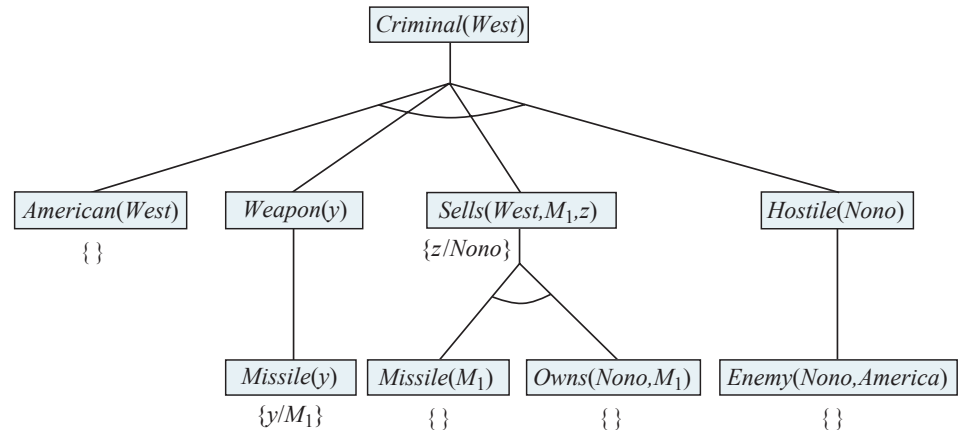 Criminal(West)
American(West) Weapon(y) Sells(West,M₁,z) Hostile(Nono)
{ } {z/Nono}
Missile(y) Missile(M₁) Owns(Nono,M₁) Enemy(Nono,America)
{y/M₁} { } { } { }